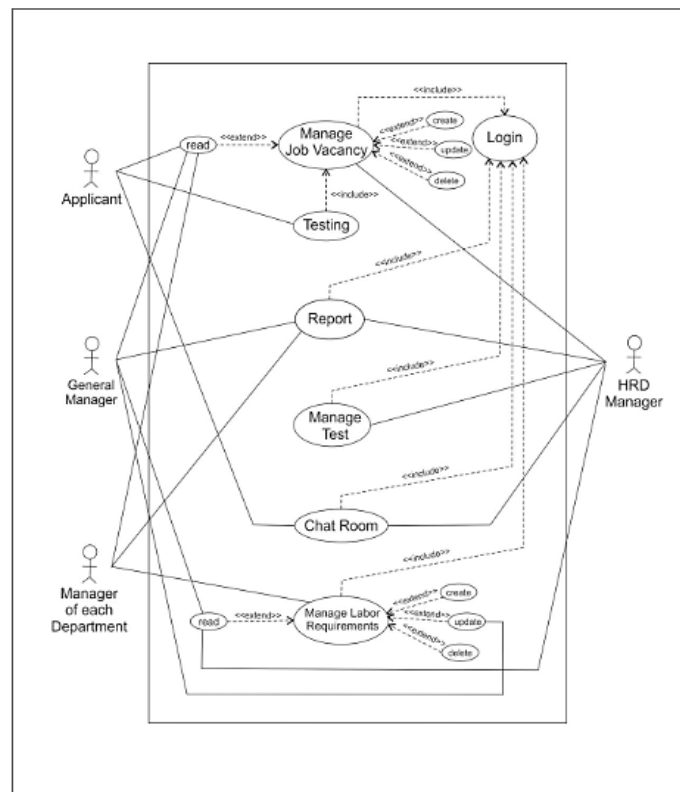 <<include>>
<<extend>>
create
read
<<extend>>
Manage
Job Vacancy
<<extend>>
update
Login
<<extend>>
delete
Applicant
<<include>>
Testing
<<include>>
Report
General
Manager
HRD
Manager
<<include>>
Manage
Test
<<include>>
Chat Room
<<include>>
Manager
of each
Department
read
<<extend>>
Manage Labor
Requirements
<<extend>>
create
<<extend>>
update
<<extend>>
delete